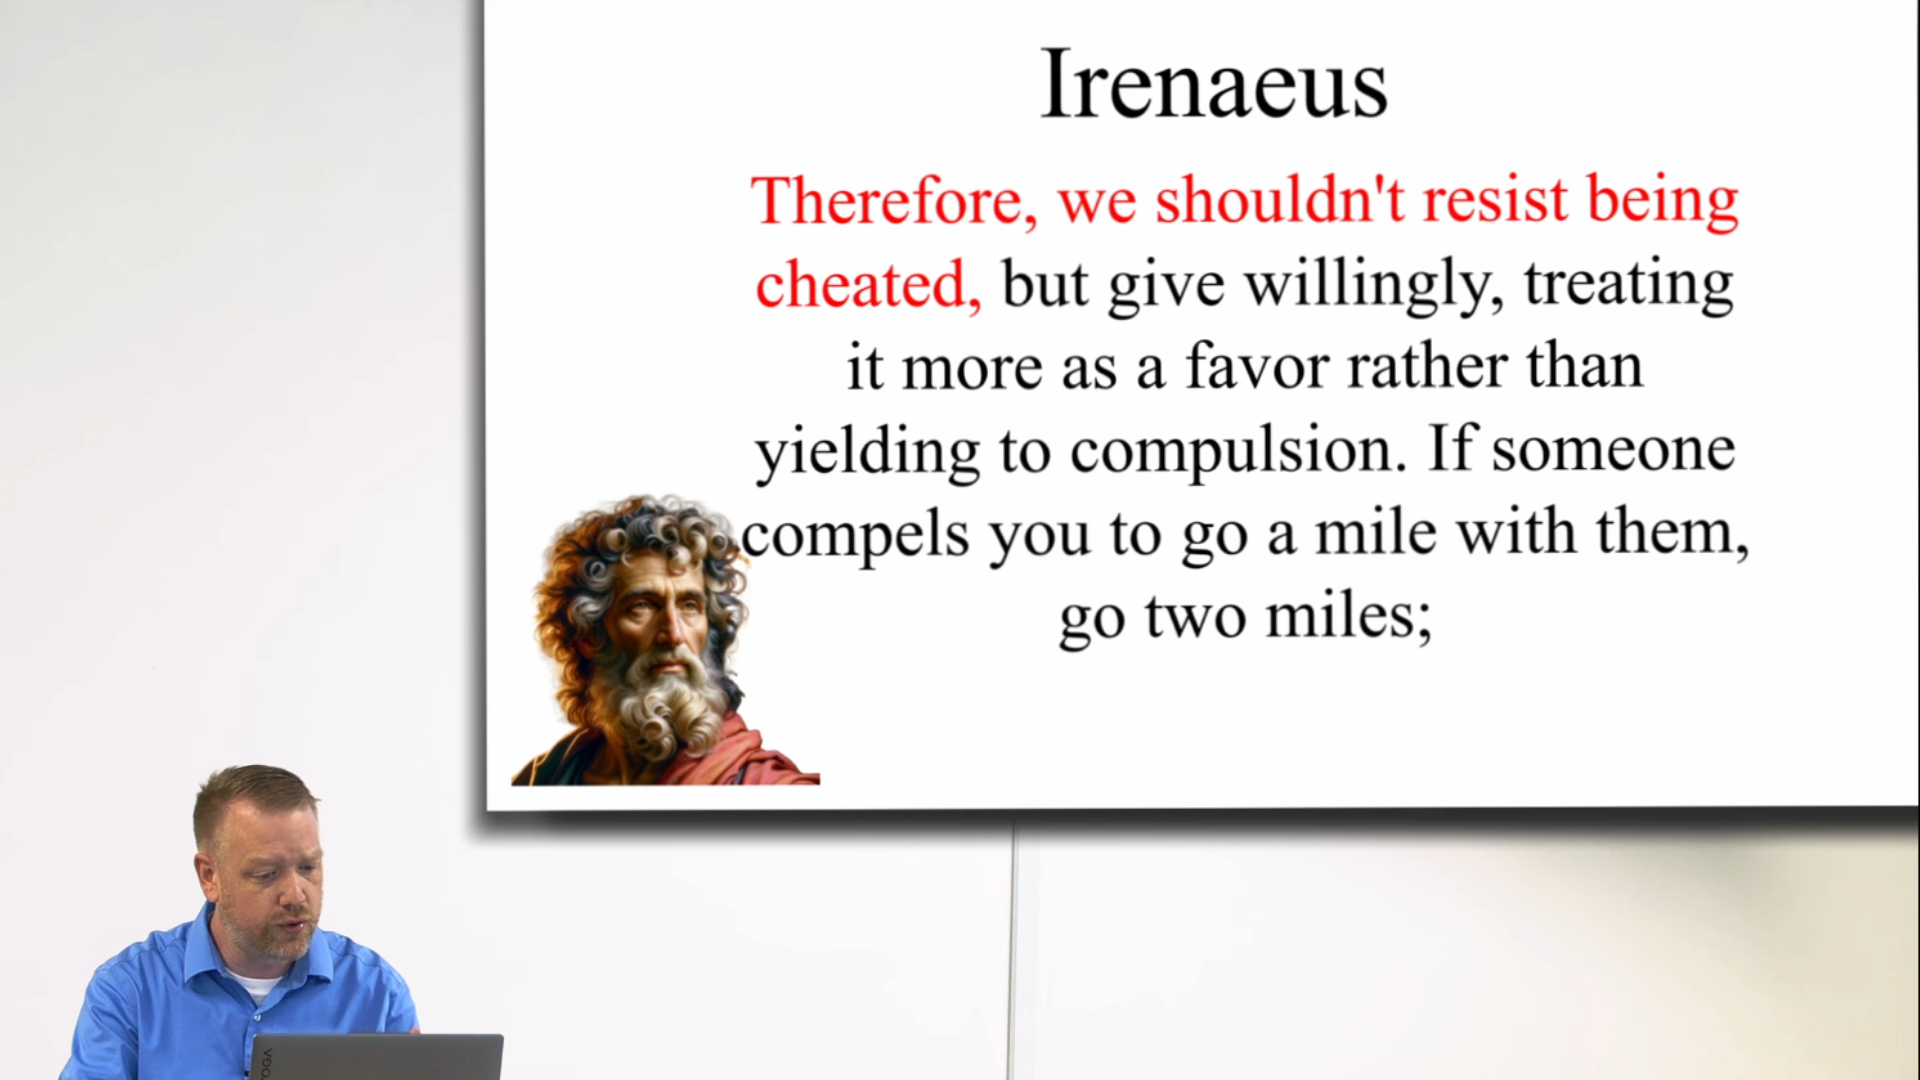 Irenaeus
Therefore, we shouldn't resist being
cheated, but give willingly, treating
it more as a favor rather than
yielding to compulsion. If someone
compels you to go a mile with them,
go two miles;
YOGA